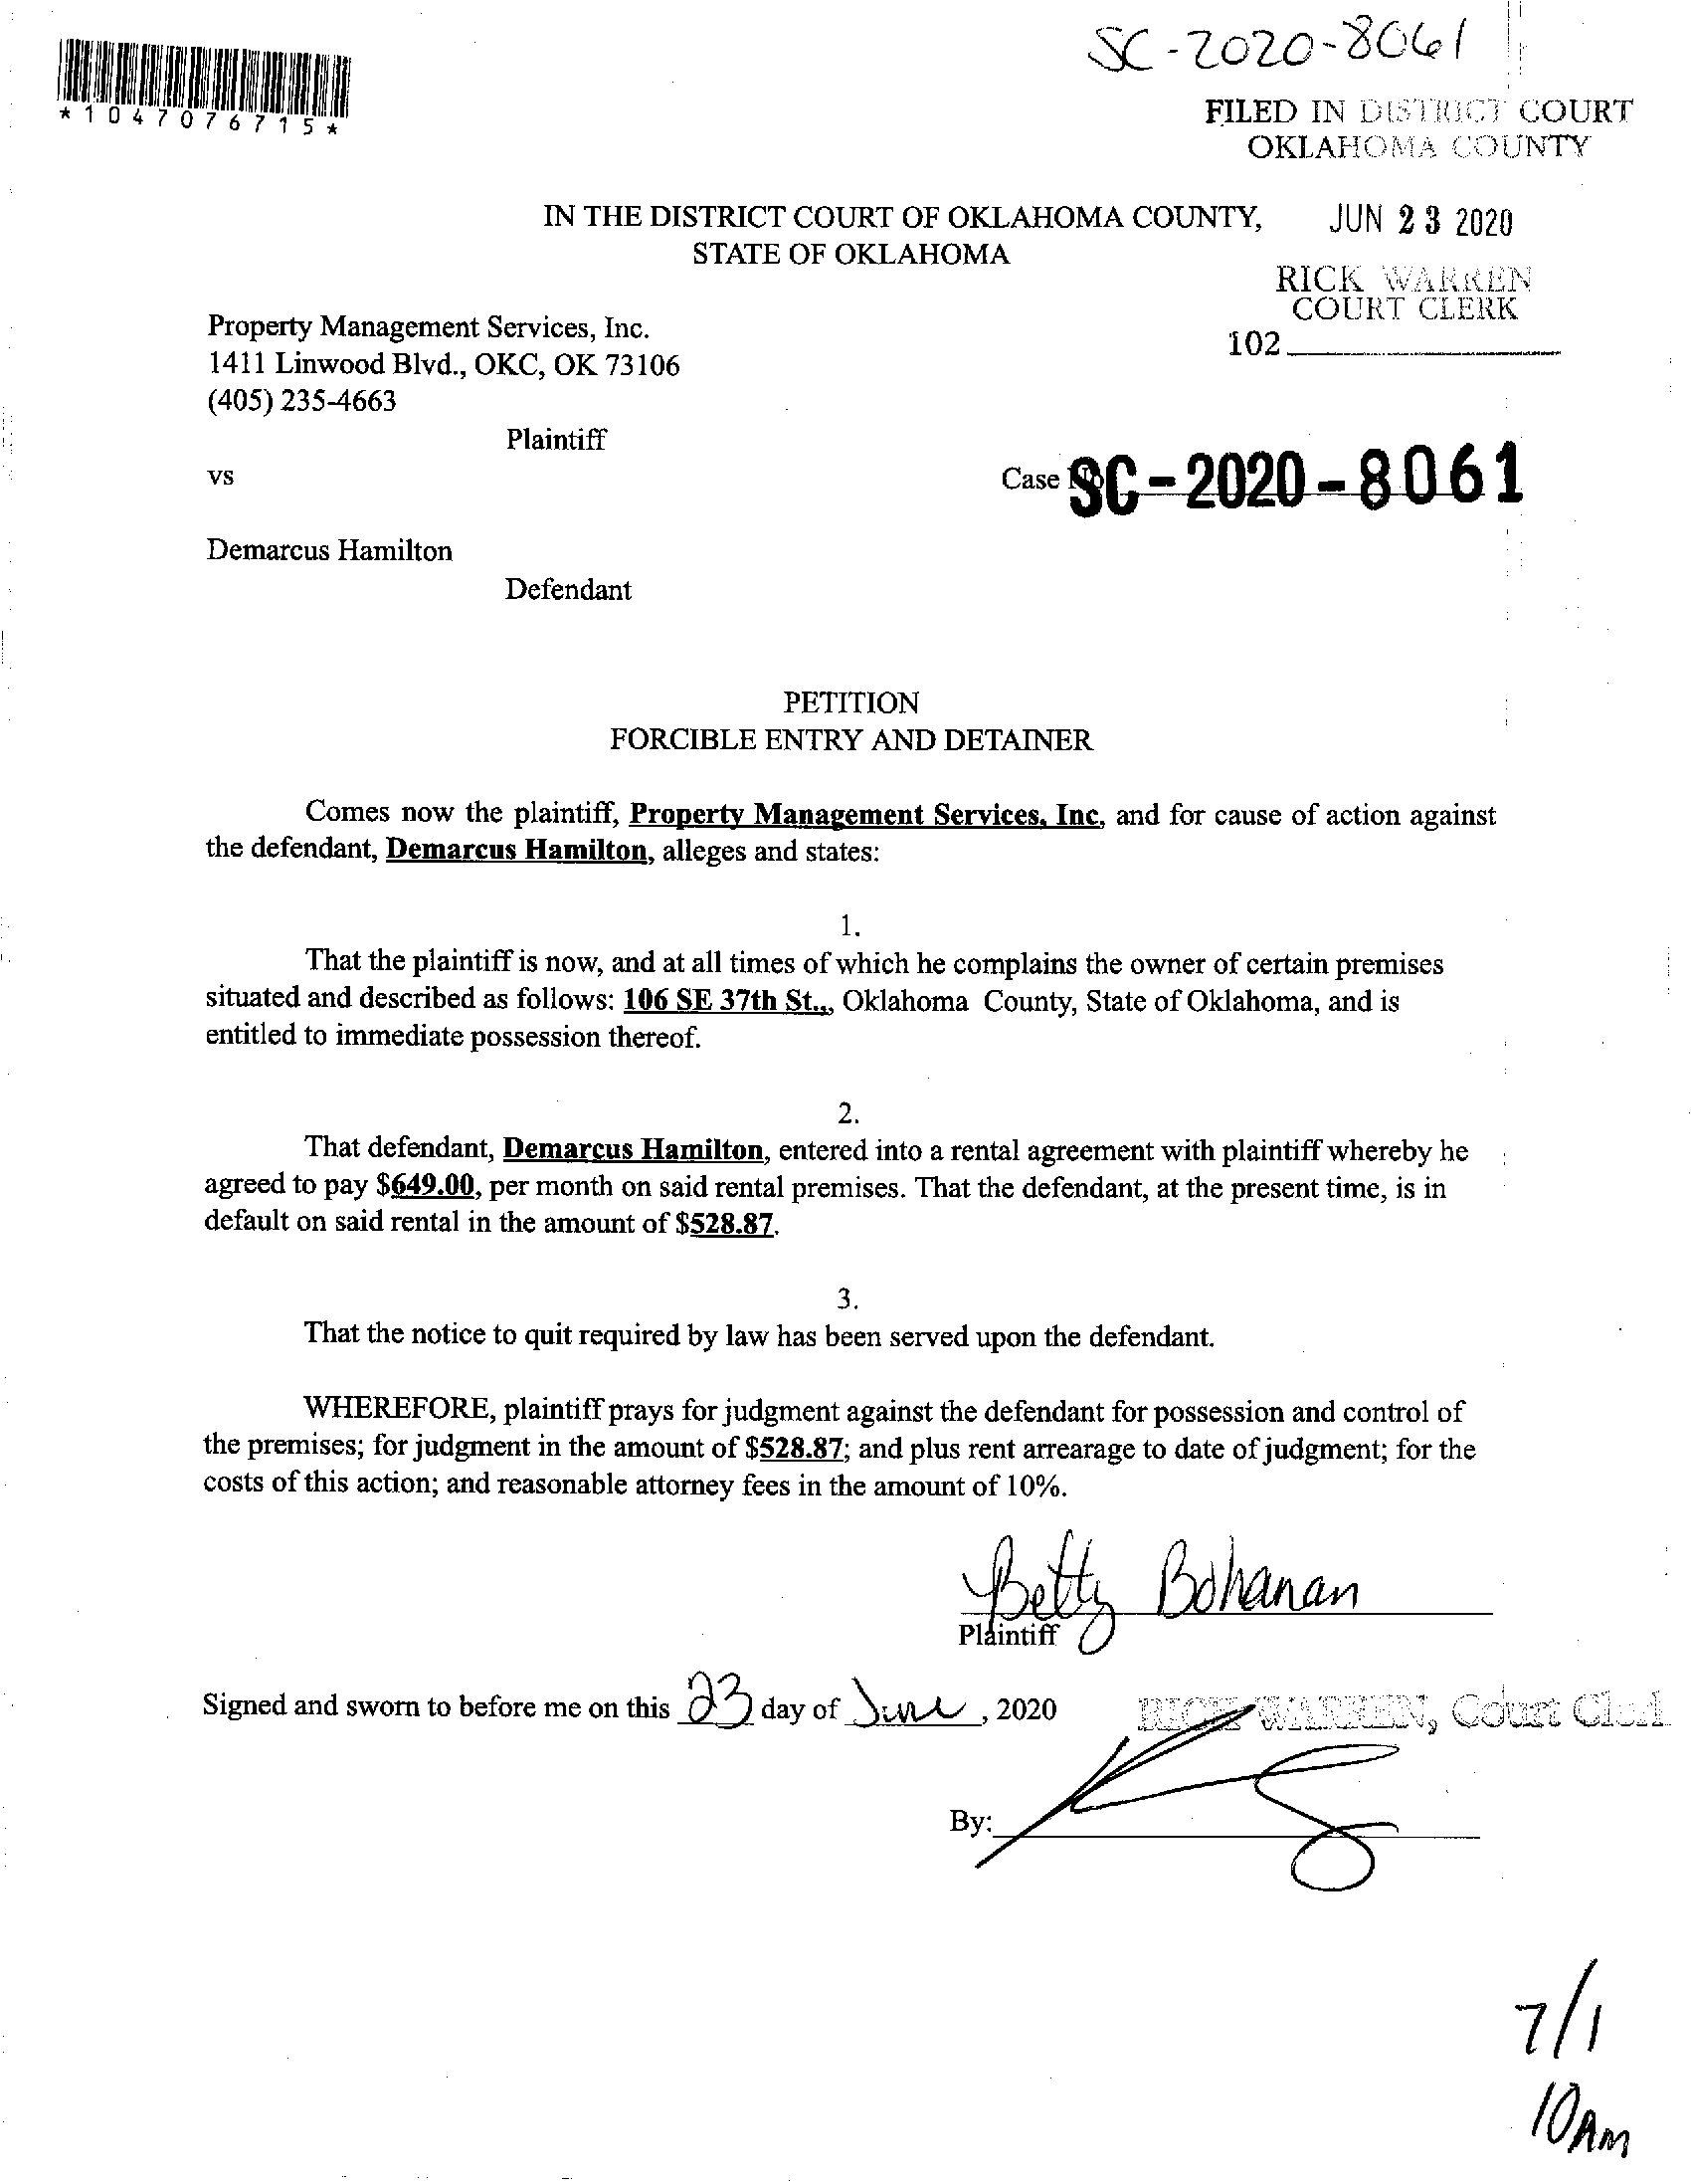 SC-2020-8061
*1047076715*
FILED IN DISTRICT COURT
OKLAHOMA COUNTY
IN THE DISTRICT COURT OF OKLAHOMA COUNTY,
STATE OF OKLAHOMA
JUN 23 2020
RICK WARREN
COURT CLERK
102
Property Management Services, Inc.
1411 Linwood Blvd., OKC, OK 73106
(405) 235-4663
Plaintiff
vs
Case No. SC-2020-8061
Demarcus Hamilton
Defendant
PETITION
FORCIBLE ENTRY AND DETAINER
Comes now the plaintiff, Property Management Services, Inc, and for cause of action against
the defendant, Demarcus Hamilton, alleges and states:
1.
That the plaintiff is now, and at all times of which he complains the owner of certain premises
situated and described as follows: 106 SE 37th St.,, Oklahoma County, State of Oklahoma, and is
entitled to immediate possession thereof.
2.
That defendant, Demarcus Hamilton, entered into a rental agreement with plaintiff whereby he
agreed to pay $649.00, per month on said rental premises. That the defendant, at the present time, is in
default on said rental in the amount of $528.87.
3.
That the notice to quit required by law has been served upon the defendant.
WHEREFORE, plaintiff prays for judgment against the defendant for possession and control of
the premises; for judgment in the amount of $528.87; and plus rent arrearage to date of judgment; for the
costs of this action; and reasonable attorney fees in the amount of 10%.
Betty Bohanan
Plaintiff
Signed and sworn to before me on this 23 day of June, 2020
RICK WARREN, Court Clerk
By:
7/1
10AM